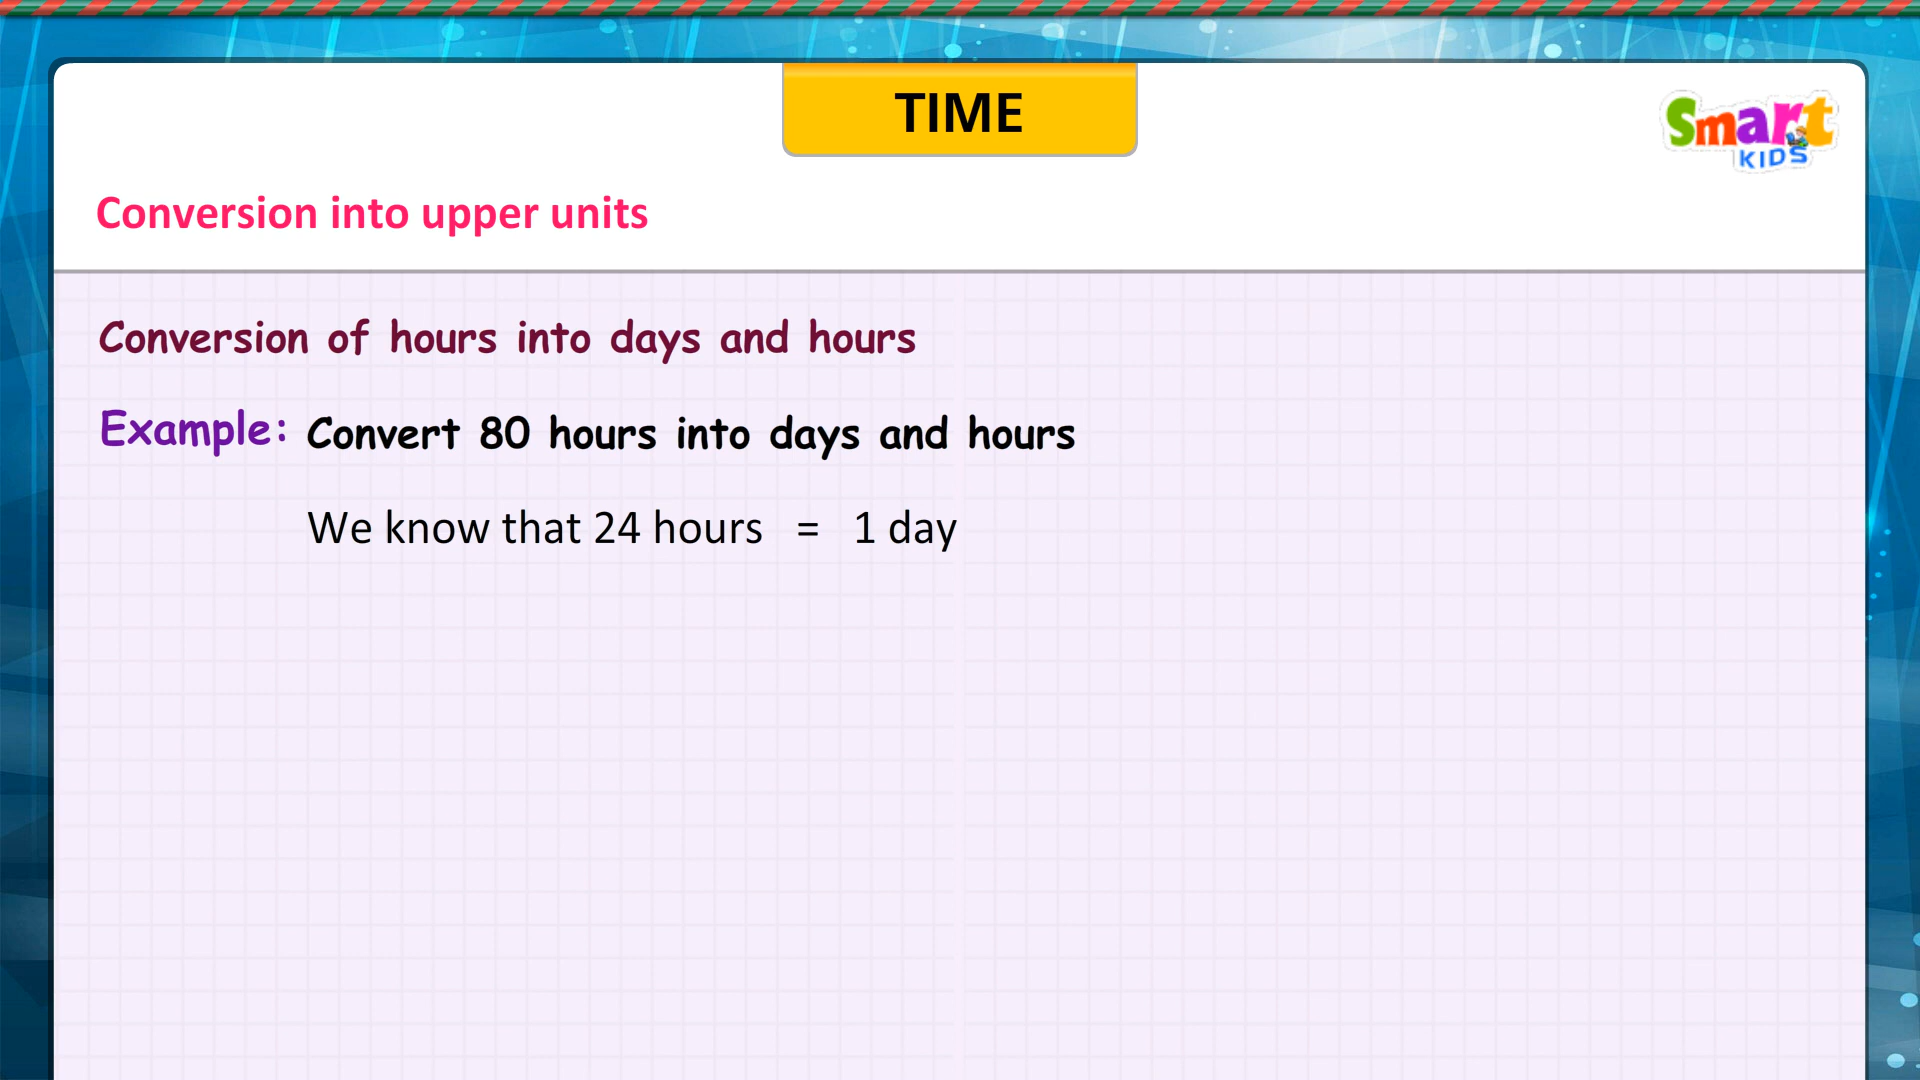 TIME
Smart
KIDS
Conversion into upper units
Conversion of hours into days and hours
Example: Convert 80 hours into days and hours
We know that 24 hours = 1 day